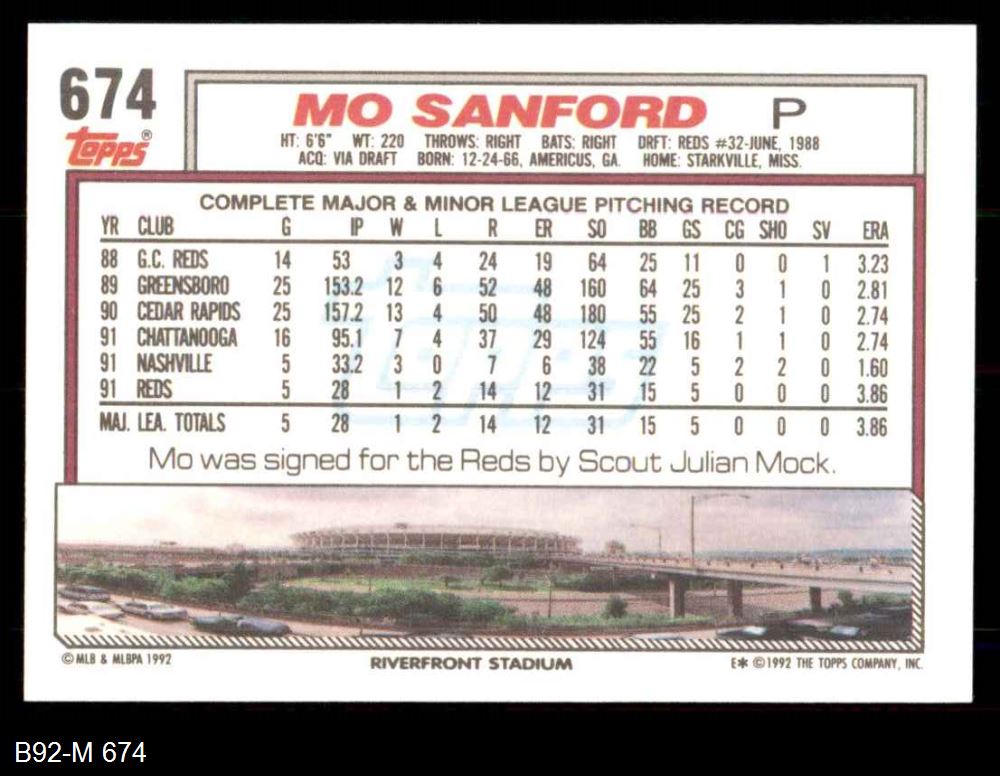 674
Topps®
MO SANFORD P
HT: 6'6" WT: 220 THROWS: RIGHT BATS: RIGHT DRFT: REDS #32-JUNE, 1988
ACQ: VIA DRAFT BORN: 12-24-66, AMERICUS, GA. HOME: STARKVILLE, MISS.
COMPLETE MAJOR & MINOR LEAGUE PITCHING RECORD
YR CLUB G IP W L R ER SO BB GS CG SHO SV ERA
88 G.C. REDS 14 53 3 4 24 19 64 25 11 0 0 1 3.23
89 GREENSBORO 25 153.2 12 6 52 48 160 64 25 3 1 0 2.81
90 CEDAR RAPIDS 25 157.2 13 4 50 48 180 55 25 2 1 0 2.74
91 CHATTANOOGA 16 95.1 7 4 37 29 124 55 16 1 1 0 2.74
91 NASHVILLE 5 33.2 3 0 7 6 38 22 5 2 2 0 1.60
91 REDS 5 28 1 2 14 12 31 15 5 0 0 0 3.86
MAJ. LEA. TOTALS 5 28 1 2 14 12 31 15 5 0 0 0 3.86
Topps
Mo was signed for the Reds by Scout Julian Mock.
© MLB & MLBPA 1992 RIVERFRONT STADIUM E* ©1992 THE TOPPS COMPANY, INC.
B92-M 674